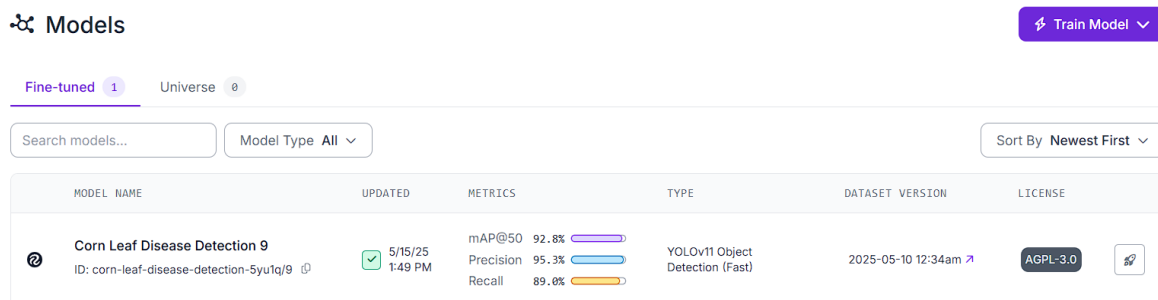 Models
Train Model
Fine-tuned 1 Universe 0
Search models... Model Type All Sort By Newest First
MODEL NAME UPDATED METRICS TYPE DATASET VERSION LICENSE
Corn Leaf Disease Detection 9
ID: corn-leaf-disease-detection-5yu1q/9
5/15/25
1:49 PM
mAP@50 92.8%
Precision 95.3%
Recall 89.0%
YOLOv11 Object
Detection (Fast)
2025-05-10 12:34am
AGPL-3.0